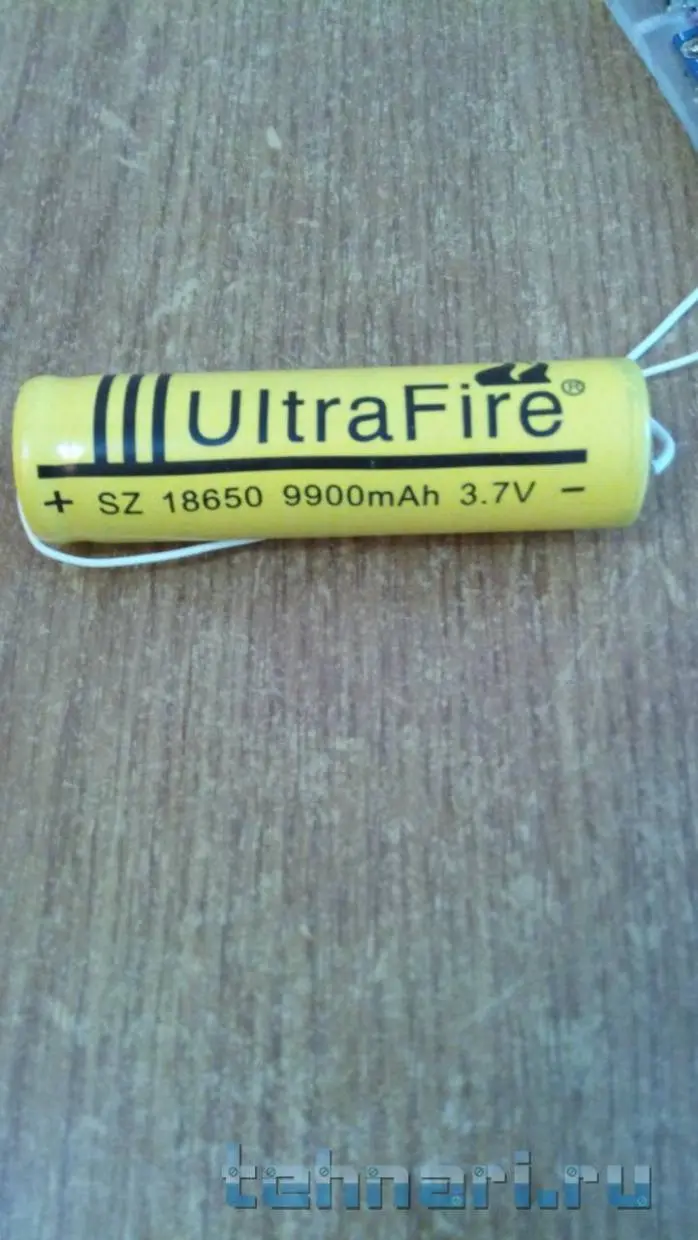 UltraFire®
+ SZ 18650 9900mAh 3.7V −
tehnari.ru